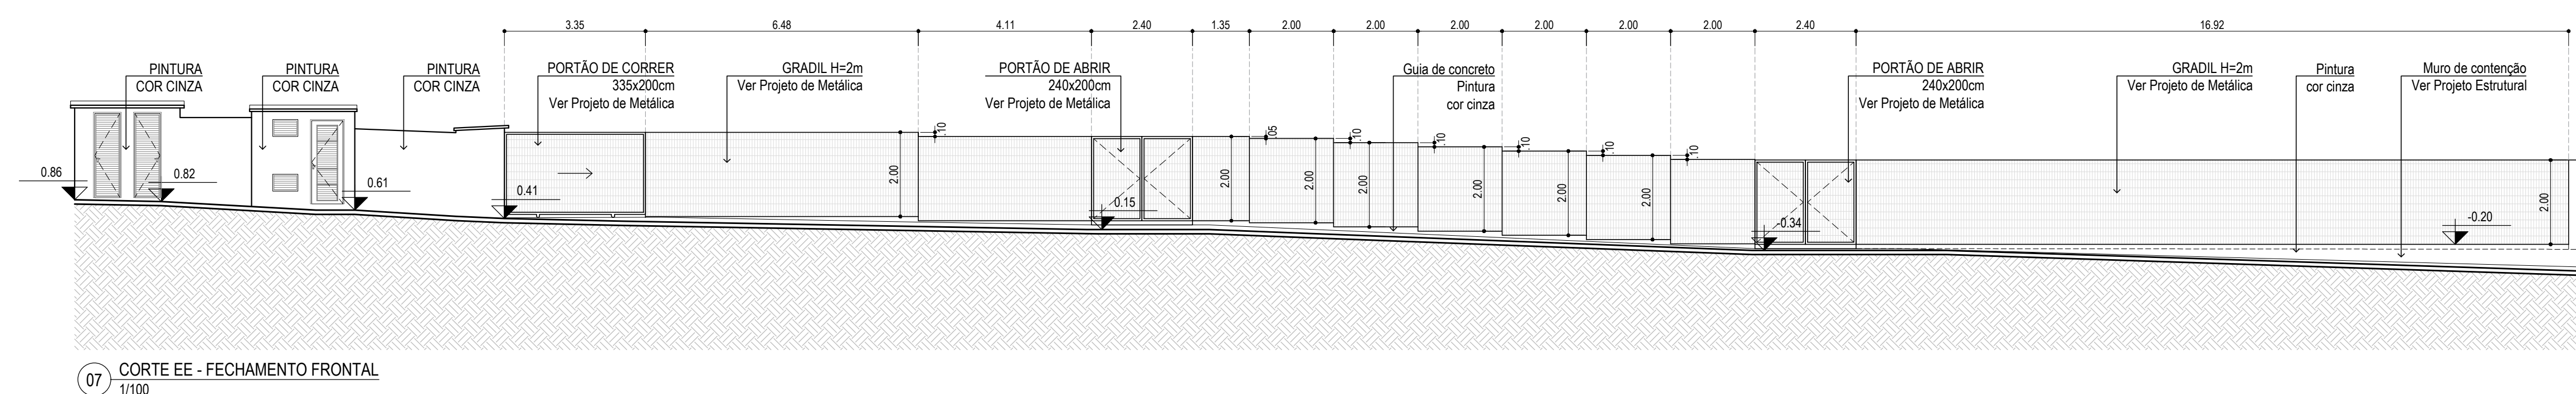 3.35
6.48
4.11
2.40
1.35
2.00
2.00
2.00
2.00
2.00
2.00
2.40
16.92
PINTURA
COR CINZA
PINTURA
COR CINZA
PINTURA
COR CINZA
PORTÃO DE CORRER
335x200cm
Ver Projeto de Metálica
GRADIL H=2m
Ver Projeto de Metálica
PORTÃO DE ABRIR
240x200cm
Ver Projeto de Metálica
Guia de concreto
Pintura
cor cinza
PORTÃO DE ABRIR
240x200cm
Ver Projeto de Metálica
GRADIL H=2m
Ver Projeto de Metálica
Pintura
cor cinza
Muro de contenção
Ver Projeto Estrutural
.10
.05
.10
.10
.10
.10
.10
0.86
0.82
0.61
0.41
2.00
0.15
2.00
2.00
2.00
2.00
2.00
2.00
-0.34
-0.20
2.00
07
CORTE EE - FECHAMENTO FRONTAL
1/100